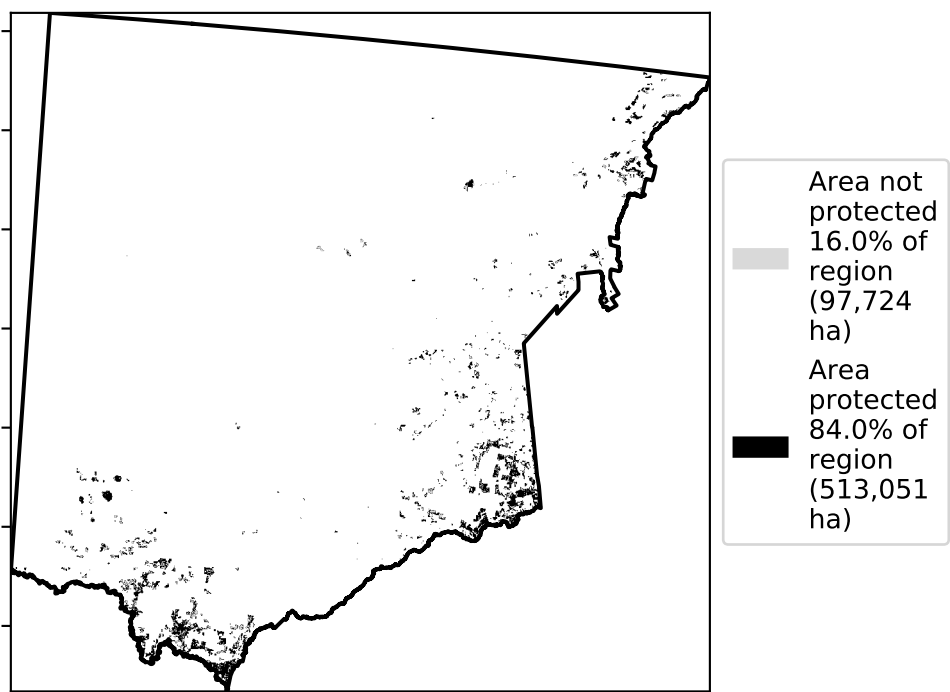 Area not
protected
16.0% of
region
(97,724
ha)
Area
protected
84.0% of
region
(513,051
ha)